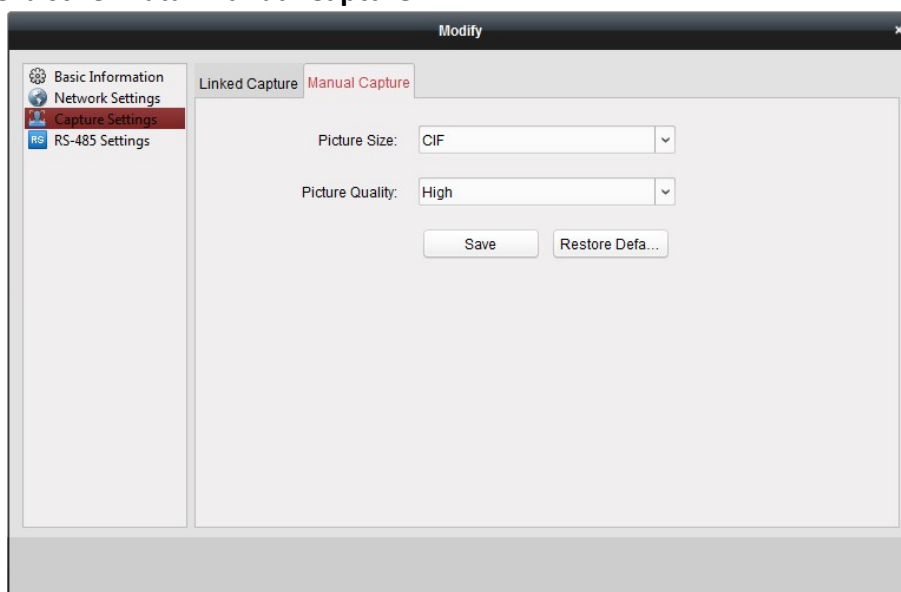 Modify
Basic Information
Network Settings
Capture Settings
RS RS-485 Settings
Linked Capture Manual Capture
Picture Size: CIF
Picture Quality: High
Save Restore Defa...